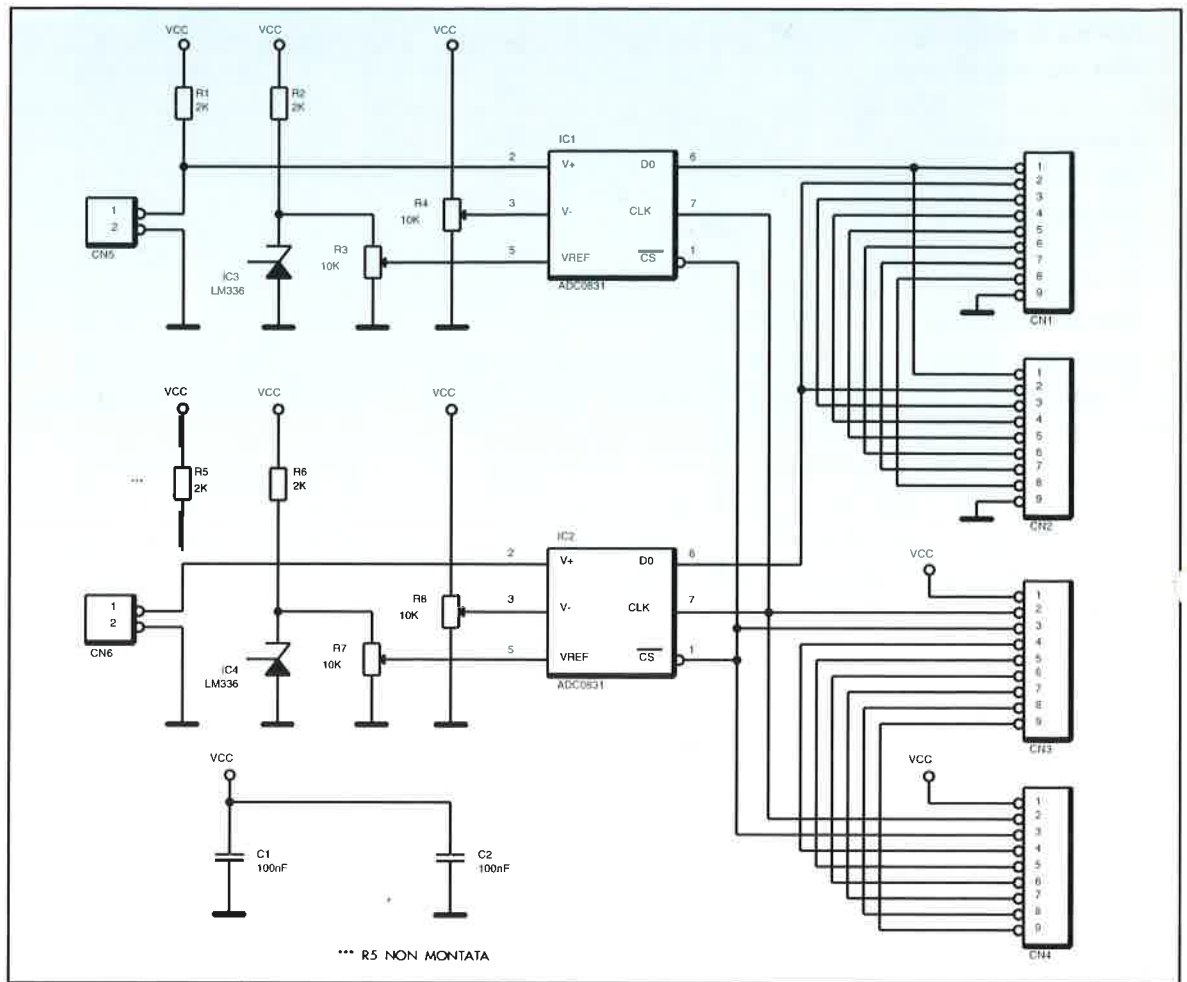 VCC
VCC
VCC
R1
2K
R2
2K
IC1
2
V+
D0
6
1
2
CN5
R4
10K
3
V-
CLK
7
R3
10K
5
VREF
CS
1
IC3
LM336
ADC0831
1
2
3
4
5
6
7
8
9
CN1
1
2
3
4
5
6
7
8
9
CN2
VCC
VCC
VCC
***
R5
2K
R6
2K
IC2
2
V+
D0
6
1
2
CN6
R8
10K
3
V-
CLK
7
R7
10K
5
VREF
CS
1
IC4
LM336
ADC0831
VCC
1
2
3
4
5
6
7
8
9
CN3
VCC
1
2
3
4
5
6
7
8
9
CN4
VCC
C1
100nF
C2
100nF
*** R5 NON MONTATA